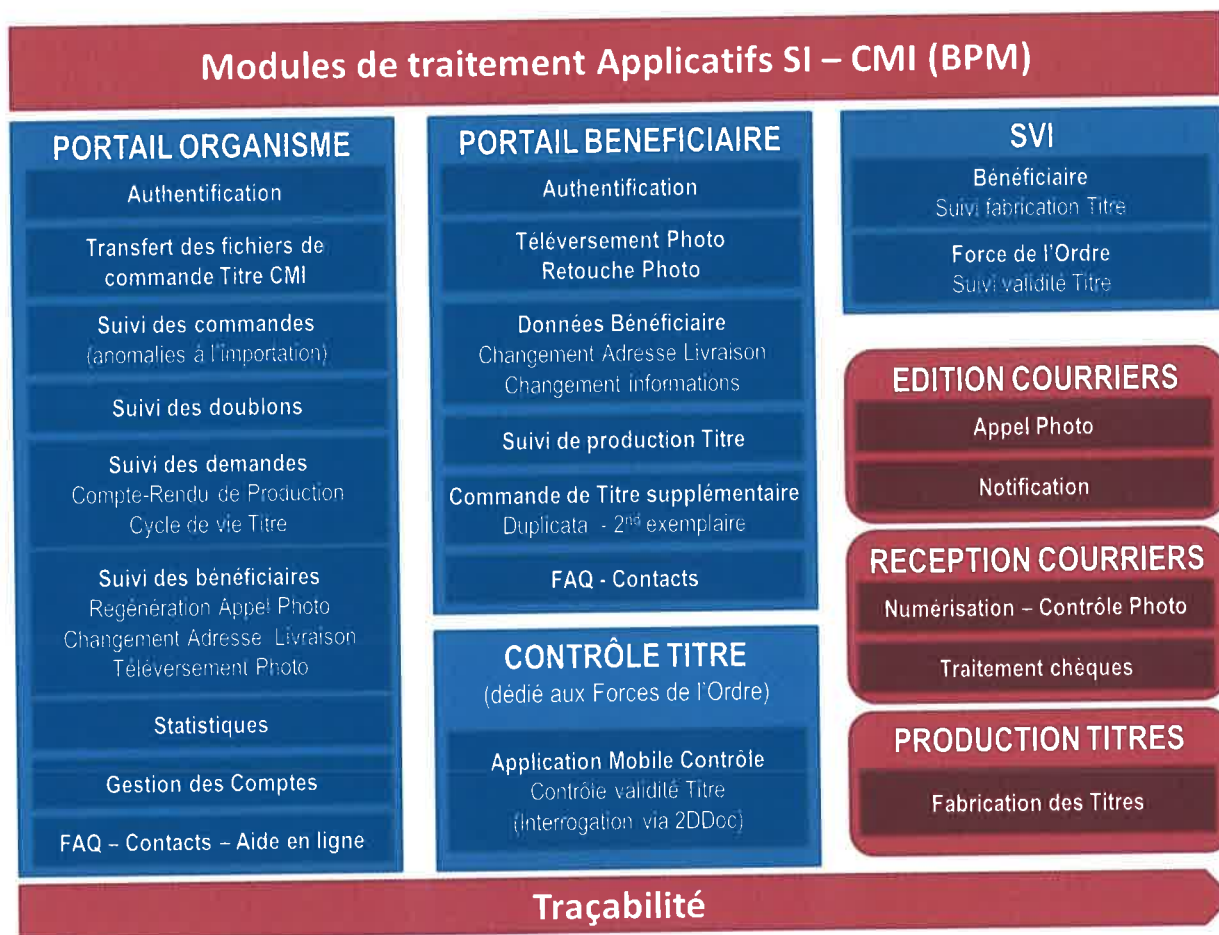 Modules de traitement Applicatifs SI – CMI (BPM)
PORTAIL ORGANISME
Authentification
Transfert des fichiers de
commande Titre CMI
Suivi des commandes
(anomalies à l'importation)
Suivi des doublons
Suivi des demandes
Compte-Rendu de Production
Cycle de vie Titre
Suivi des bénéficiaires
Regénération Appel Photo
Changement Adresse Livraison
Téléversement Photo
Statistiques
Gestion des Comptes
FAQ – Contacts – Aide en ligne
PORTAIL BENEFICIAIRE
Authentification
Téléversement Photo
Retouche Photo
Données Bénéficiaire
Changement Adresse Livraison
Changement informations
Suivi de production Titre
Commande de Titre supplémentaire
Duplicata - 2nd exemplaire
FAQ - Contacts
CONTRÔLE TITRE
(dédié aux Forces de l'Ordre)
Application Mobile Contrôle
Contrôle validité Titre
(Interrogation via 2DDoc)
SVI
Bénéficiaire
Suivi fabrication Titre
Force de l'Ordre
Suivi validité Titre
EDITION COURRIERS
Appel Photo
Notification
RECEPTION COURRIERS
Numérisation – Contrôle Photo
Traitement chèques
PRODUCTION TITRES
Fabrication des Titres
Traçabilité